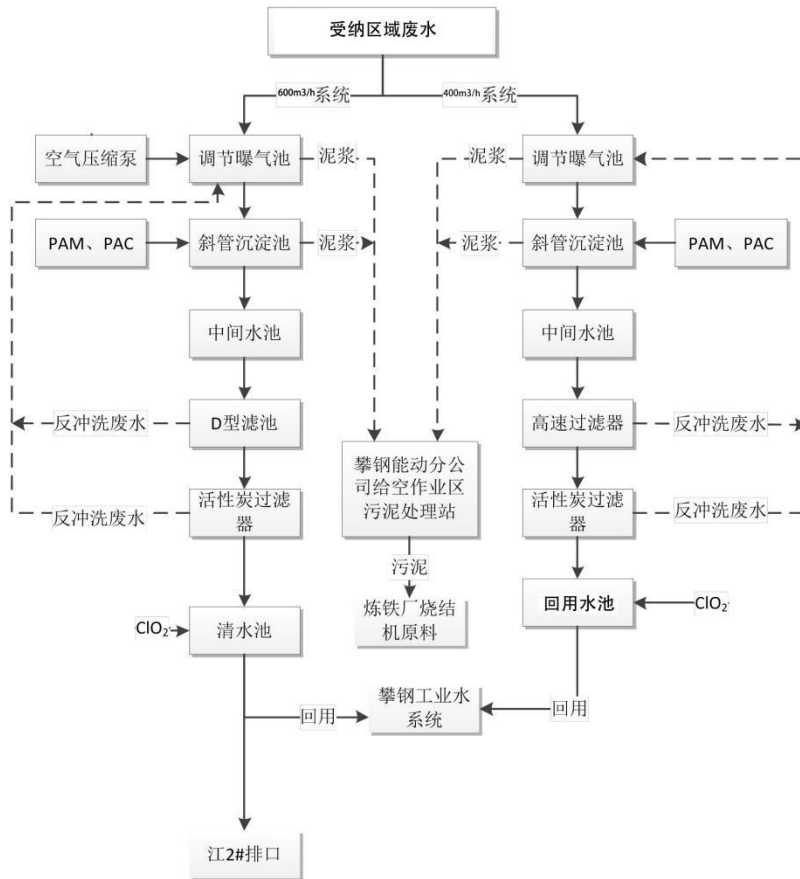 受纳区域废水
600m3/h系统
400m3/h系统
空气压缩泵
调节曝气池
泥浆
泥浆
调节曝气池
PAM、PAC
斜管沉淀池
泥浆
泥浆
斜管沉淀池
PAM、PAC
中间水池
中间水池
反冲洗废水
D型滤池
高速过滤器
反冲洗废水
攀钢能动分公
司给空作业区
污泥处理站
反冲洗废水
活性炭过滤
器
活性炭过滤
器
反冲洗废水
污泥
炼铁厂烧结
机原料
回用水池
ClO₂
ClO₂
清水池
攀钢工业水
系统
回用
回用
江2#排口